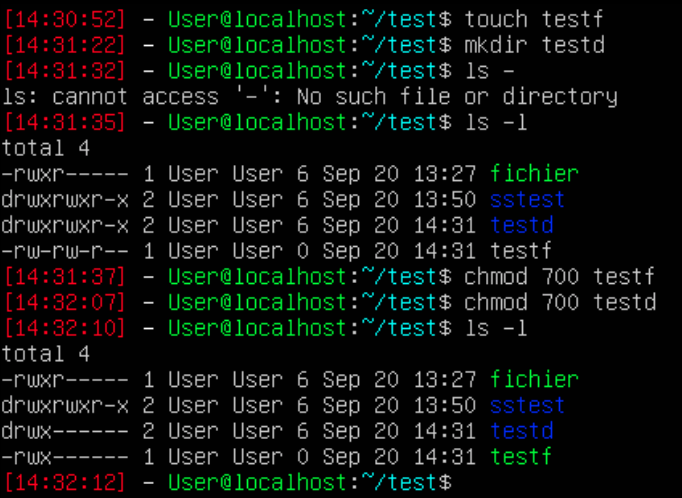 [14:30:52] - User@localhost:~/test$ touch testf
[14:31:22] - User@localhost:~/test$ mkdir testd
[14:31:32] - User@localhost:~/test$ ls -
ls: cannot access '-': No such file or directory
[14:31:35] - User@localhost:~/test$ ls -l
total 4
-rwxr----- 1 User User 6 Sep 20 13:27 fichier
drwxrwxr-x 2 User User 6 Sep 20 13:50 sstest
drwxrwxr-x 2 User User 6 Sep 20 14:31 testd
-rw-rw-r-- 1 User User 0 Sep 20 14:31 testf
[14:31:37] - User@localhost:~/test$ chmod 700 testf
[14:32:07] - User@localhost:~/test$ chmod 700 testd
[14:32:10] - User@localhost:~/test$ ls -l
total 4
-rwxr----- 1 User User 6 Sep 20 13:27 fichier
drwxrwxr-x 2 User User 6 Sep 20 13:50 sstest
drwx------ 2 User User 6 Sep 20 14:31 testd
-rwx------ 1 User User 0 Sep 20 14:31 testf
[14:32:12] - User@localhost:~/test$